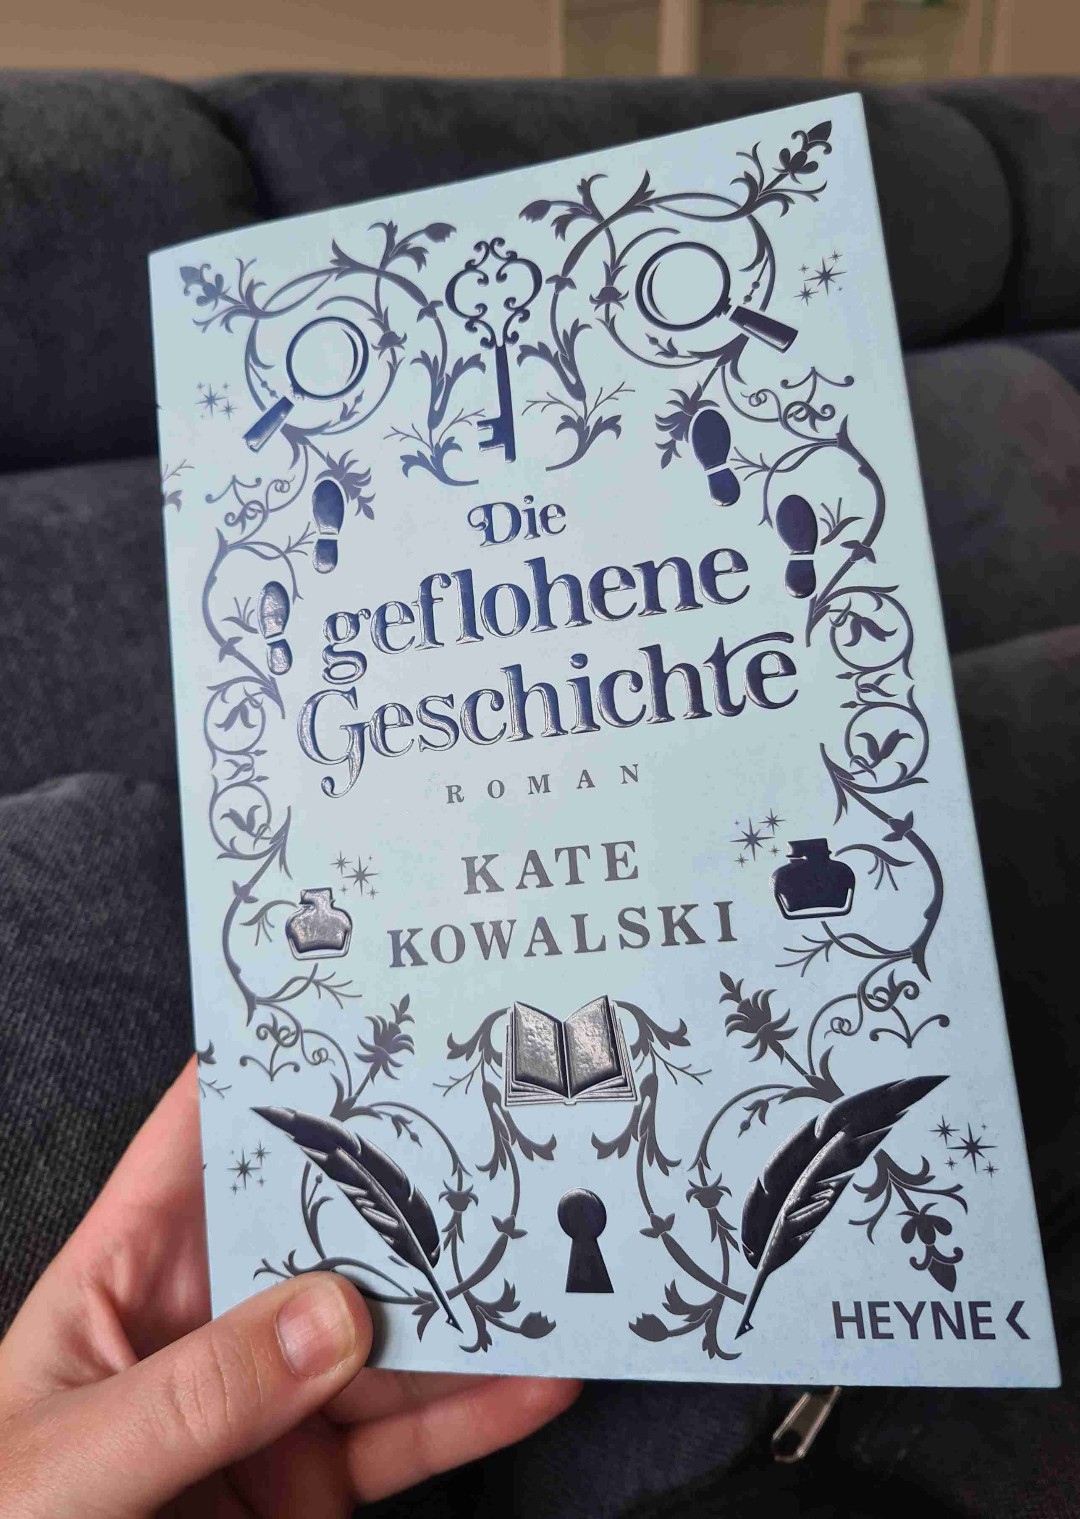 Die
geflohene
Geschichte
ROMAN
KATE
KOWALSKI
HEYNE <